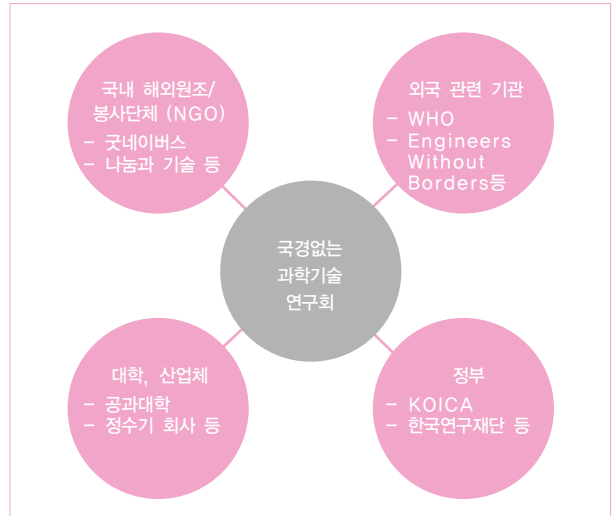 국내 해외원조/
봉사단체 (NGO)
- 굿네이버스
- 나눔과 기술 등
외국 관련 기관
- WHO
- Engineers
Without
Borders등
국경없는
과학기술
연구회
대학, 산업체
- 공과대학
- 정수기 회사 등
정부
- KOICA
- 한국연구재단 등